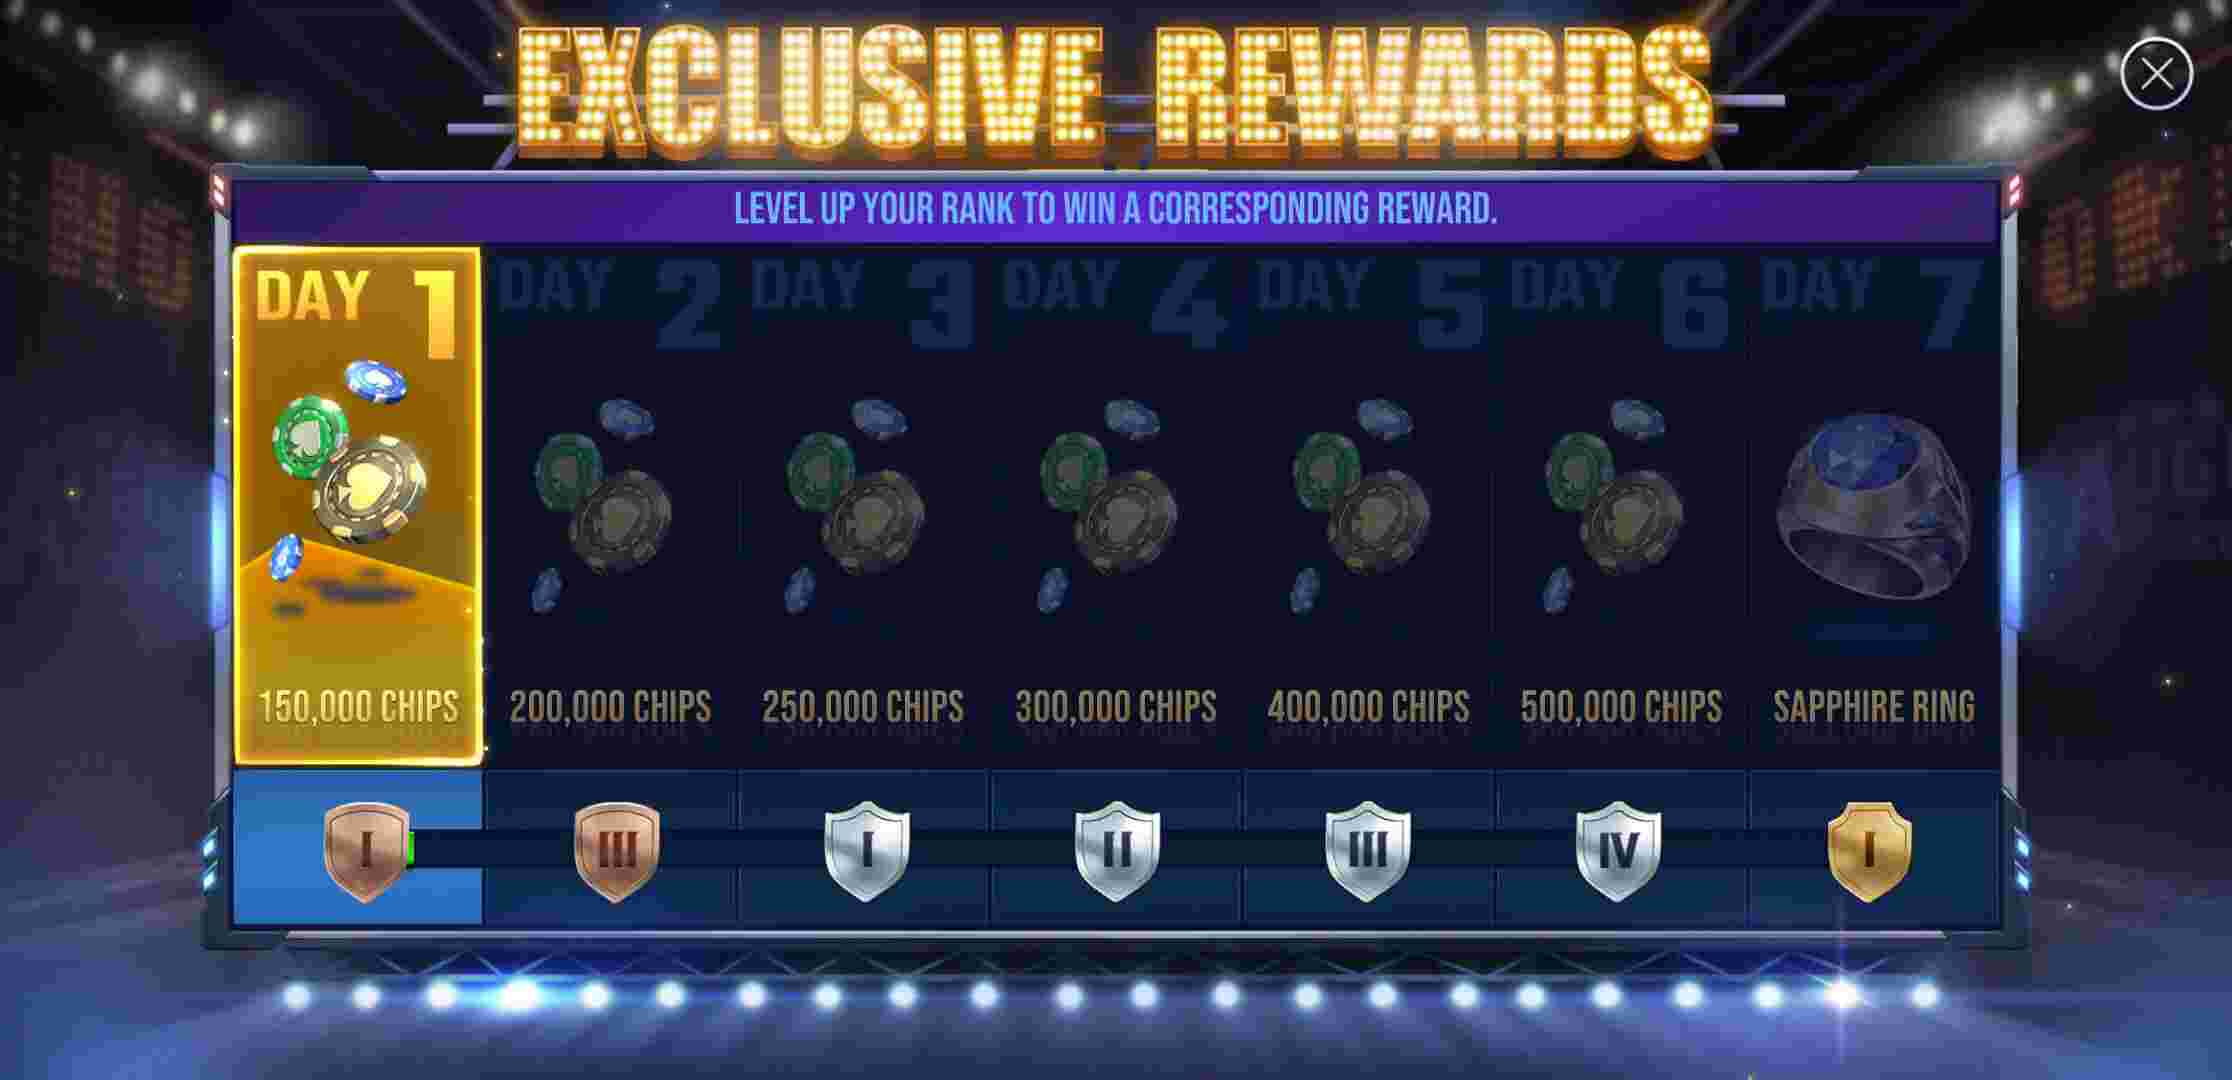 EXCLUSIVE REWARDS
LEVEL UP YOUR RANK TO WIN A CORRESPONDING REWARD.
DAY 1
DAY 2
DAY 3
DAY 4
DAY 5
DAY 6
DAY 7
150,000 CHIPS
200,000 CHIPS
250,000 CHIPS
300,000 CHIPS
400,000 CHIPS
500,000 CHIPS
SAPPHIRE RING
I
III
I
II
III
IV
I